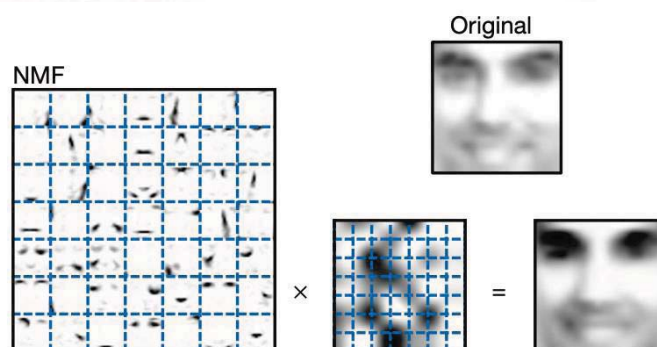 Original
NMF
×
=